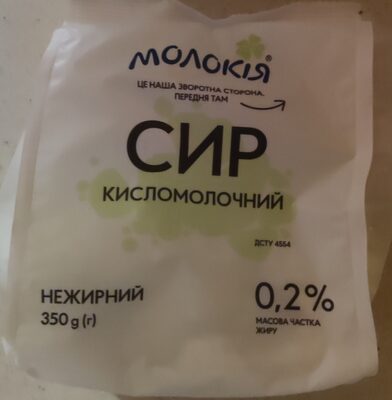 МОЛОКІЯ®
ЦЕ НАША ЗВОРОТНА СТОРОНА.
ПЕРЕДНЯ ТАМ
СИР
КИСЛОМОЛОЧНИЙ
ДСТУ 4554
НЕЖИРНИЙ
350 g (г)
0,2%
МАСОВА ЧАСТКА
ЖИРУ